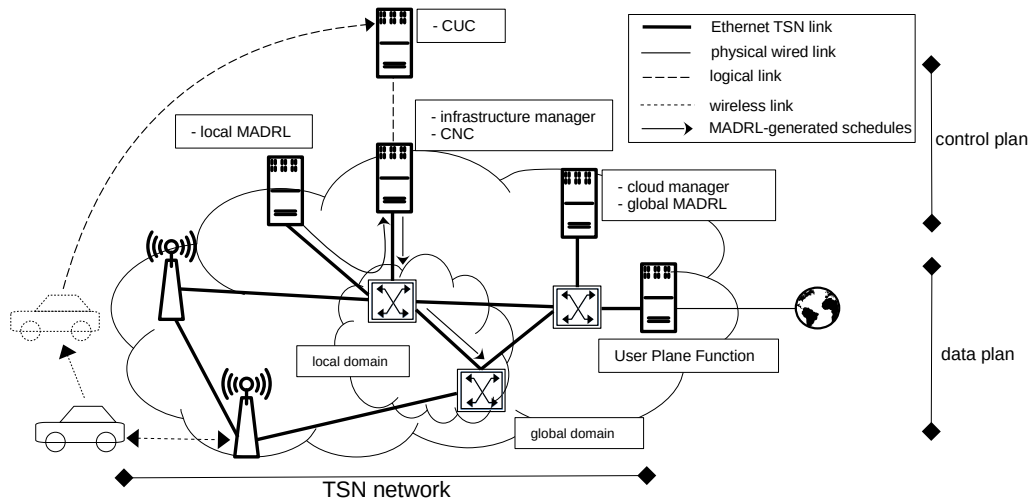 - CUC
Ethernet TSN link
physical wired link
logical link
wireless link
MADRL-generated schedules
- local MADRL
- infrastructure manager
- CNC
control plan
- cloud manager
- global MADRL
local domain
User Plane Function
data plan
global domain
TSN network